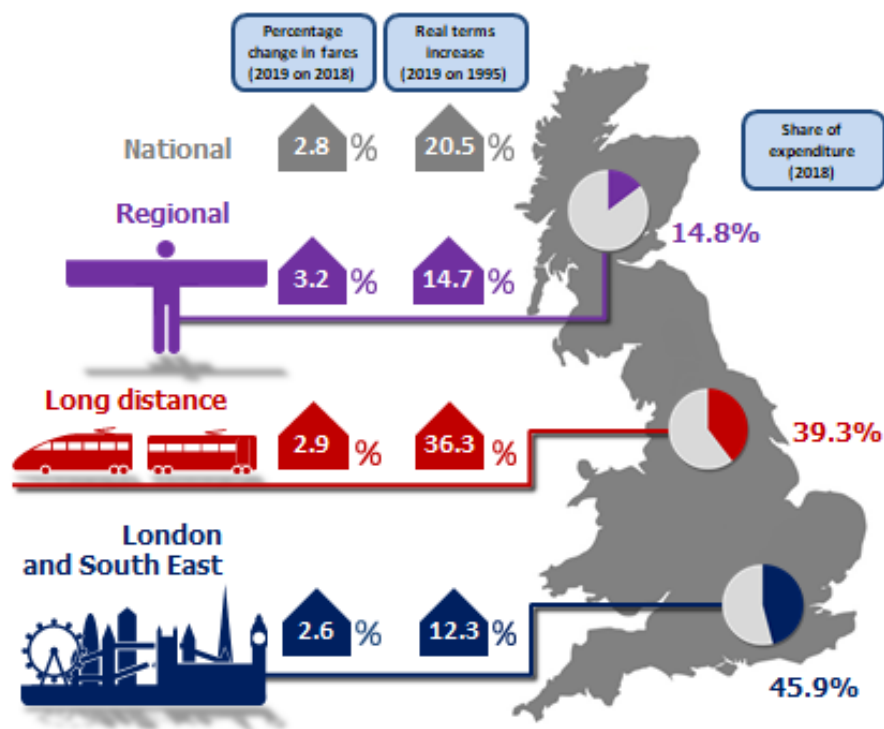 Percentage
change in fares
(2019 on 2018)
Real terms
increase
(2019 on 1995)
National
2.8 %
20.5 %
Share of
expenditure
(2018)
Regional
3.2 %
14.7 %
14.8%
Long distance
2.9 %
36.3 %
39.3%
London
and South East
2.6 %
12.3 %
45.9%